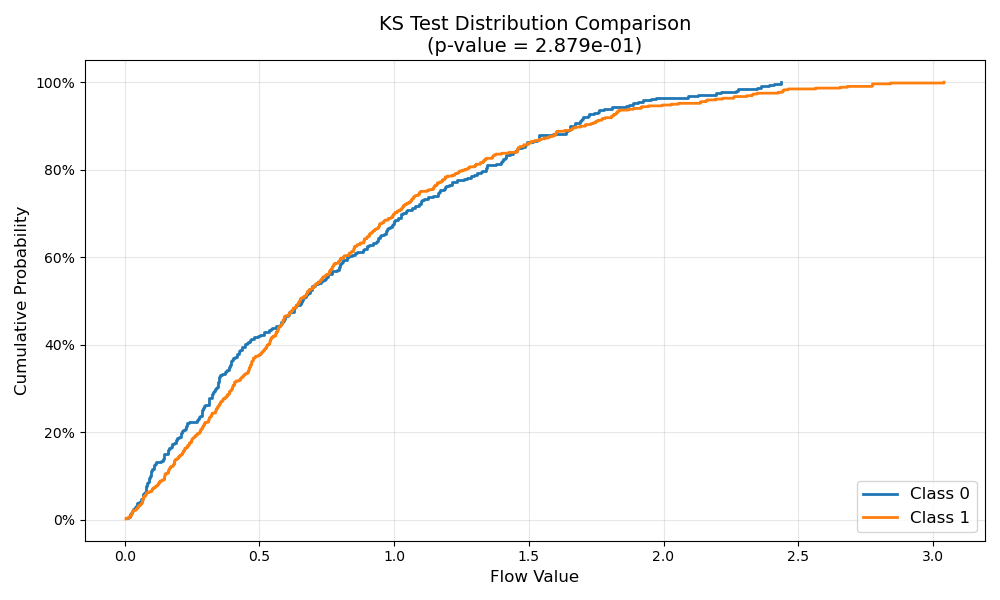 KS Test Distribution Comparison
(p-value = 2.879e-01)
Cumulative Probability
100%
80%
60%
40%
20%
0%
Class 0
Class 1
0.0 0.5 1.0 1.5 2.0 2.5 3.0
Flow Value